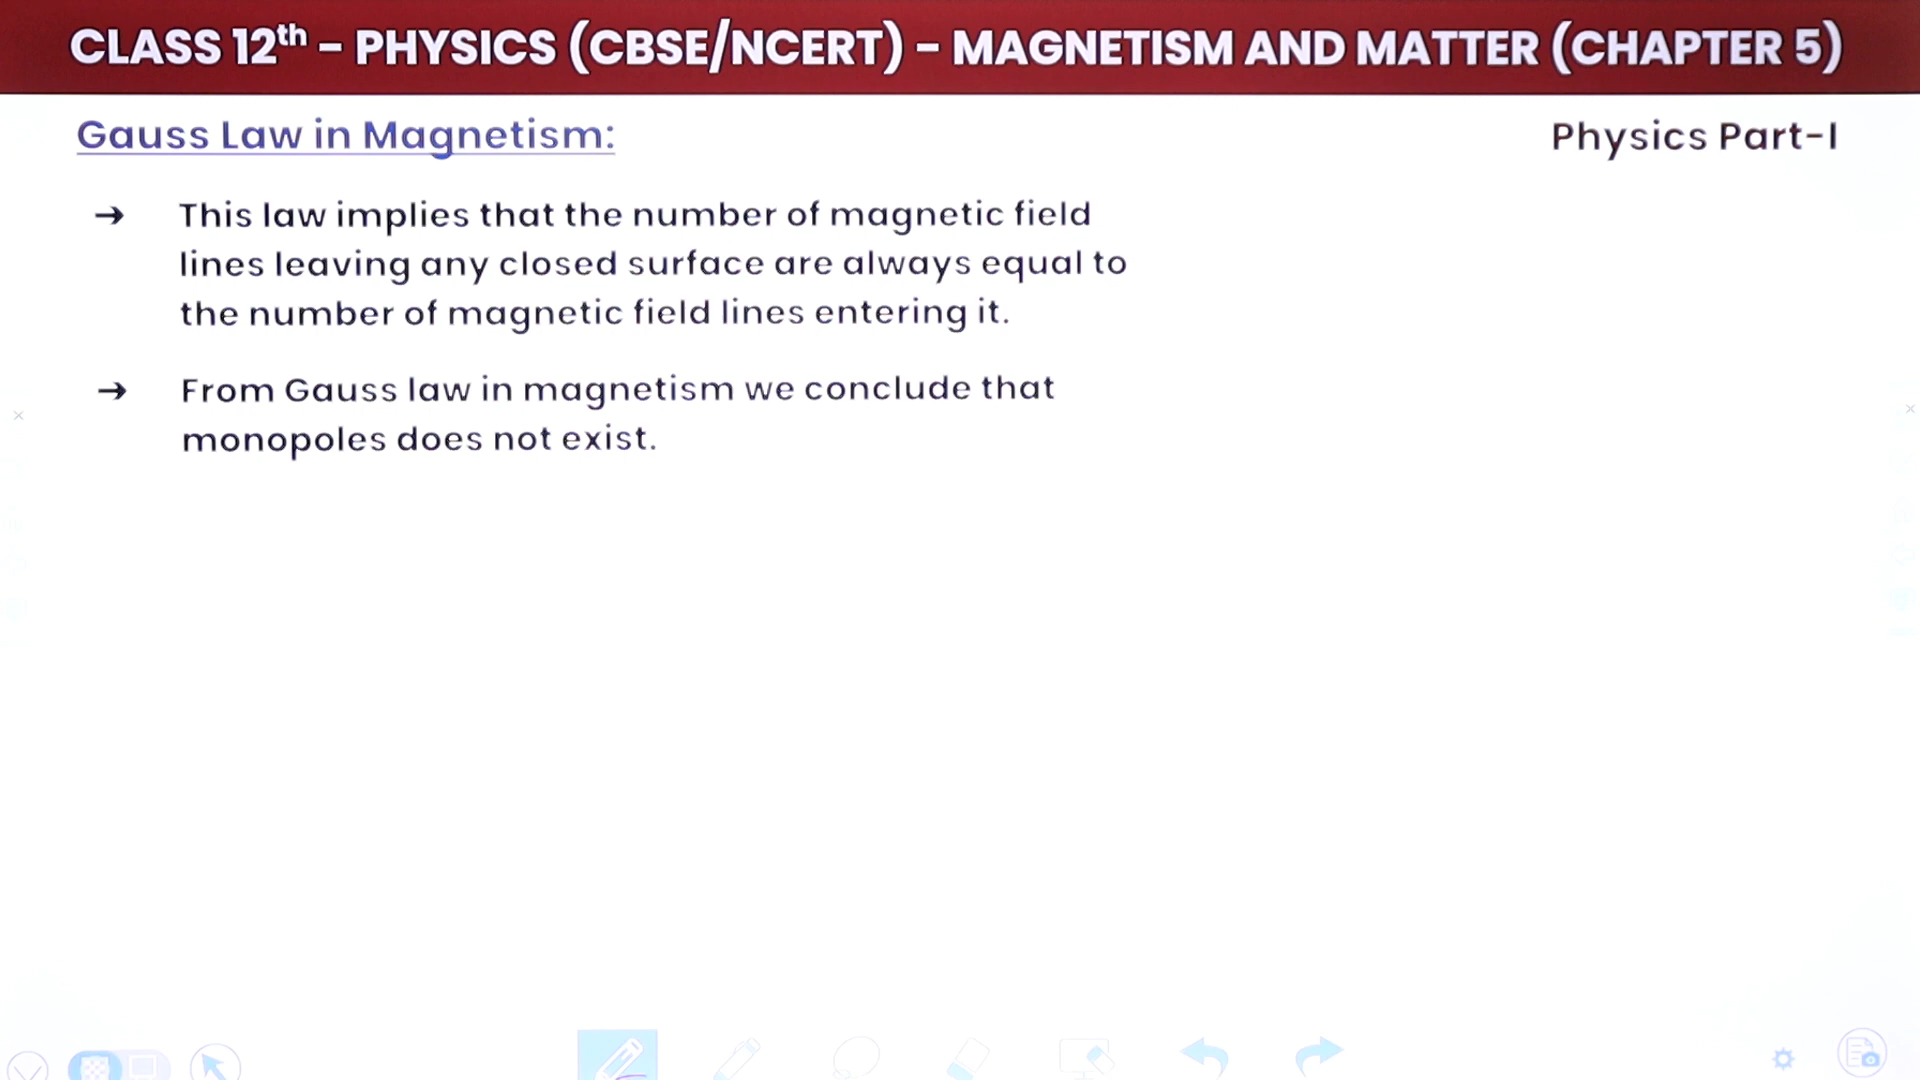 CLASS 12th – PHYSICS (CBSE/NCERT) – MAGNETISM AND MATTER (CHAPTER 5)
Gauss Law in Magnetism:
Physics Part-I
→ This law implies that the number of magnetic field
lines leaving any closed surface are always equal to
the number of magnetic field lines entering it.
→ From Gauss law in magnetism we conclude that
monopoles does not exist.